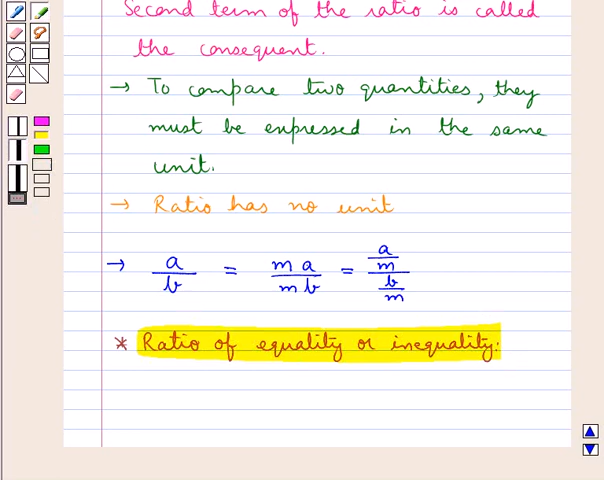 Second term of the ratio is called
the consequent.
→ To compare two quantities, they
must be expressed in the same
unit.
→ Ratio has no unit
→ a/b = ma/mb = (a/m)/(b/m)
* Ratio of equality or inequality: